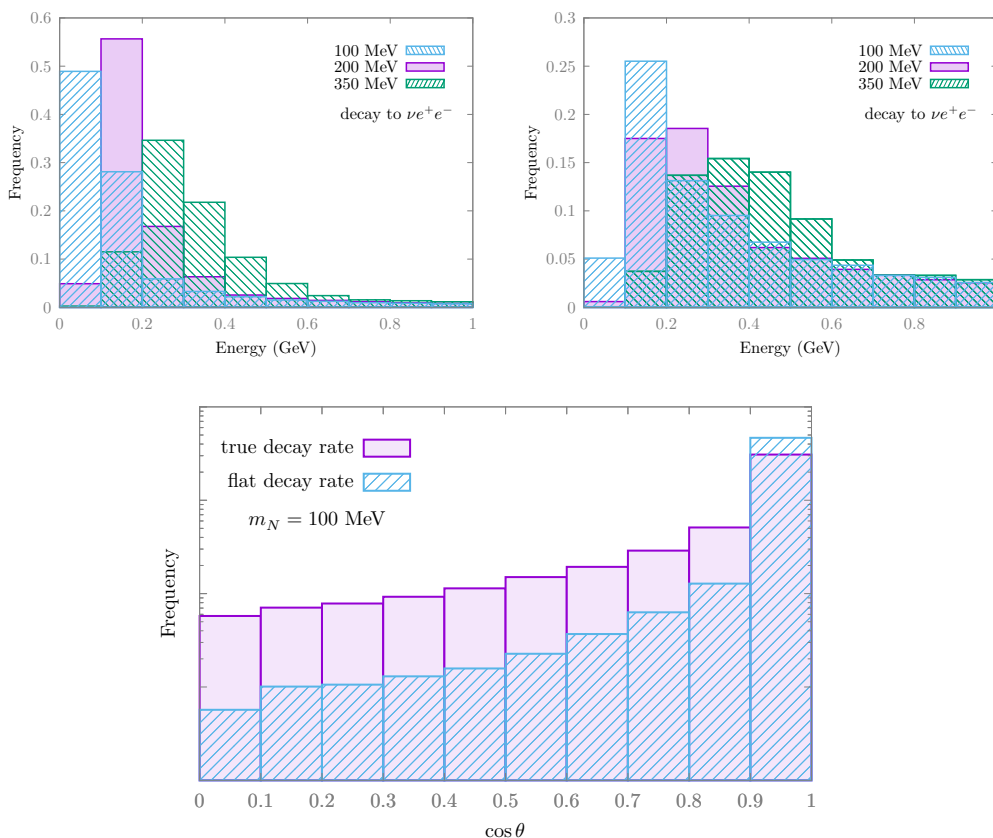 0.6
0.5
0.4
0.3
0.2
0.1
0
Frequency
100 MeV
200 MeV
350 MeV
decay to νe⁺e⁻
0 0.2 0.4 0.6 0.8 1
Energy (GeV)
0.3
0.25
0.2
0.15
0.1
0.05
0
Frequency
100 MeV
200 MeV
350 MeV
decay to νe⁺e⁻
0 0.2 0.4 0.6 0.8
Energy (GeV)
Frequency
true decay rate
flat decay rate
m_N = 100 MeV
0 0.1 0.2 0.3 0.4 0.5 0.6 0.7 0.8 0.9 1
cos θ